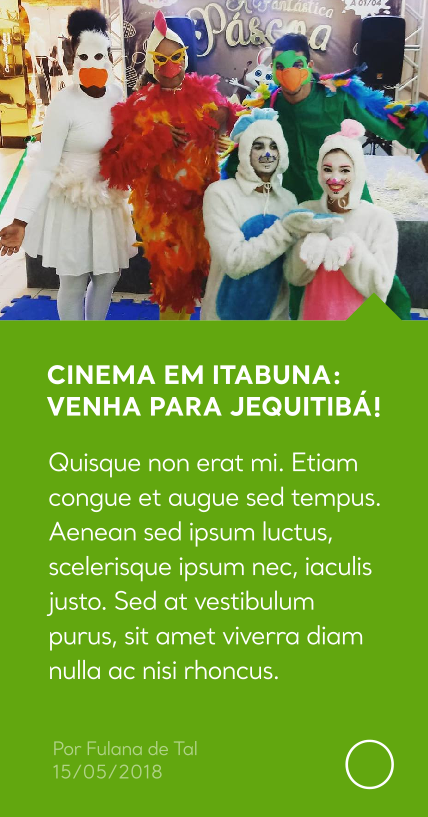 A Fantástica
Páscoa
A 01/04
CINEMA EM ITABUNA:
VENHA PARA JEQUITIBÁ!
Quisque non erat mi. Etiam
congue et augue sed tempus.
Aenean sed ipsum luctus,
scelerisque ipsum nec, iaculis
justo. Sed at vestibulum
purus, sit amet viverra diam
nulla ac nisi rhoncus.
Por Fulana de Tal
15/05/2018